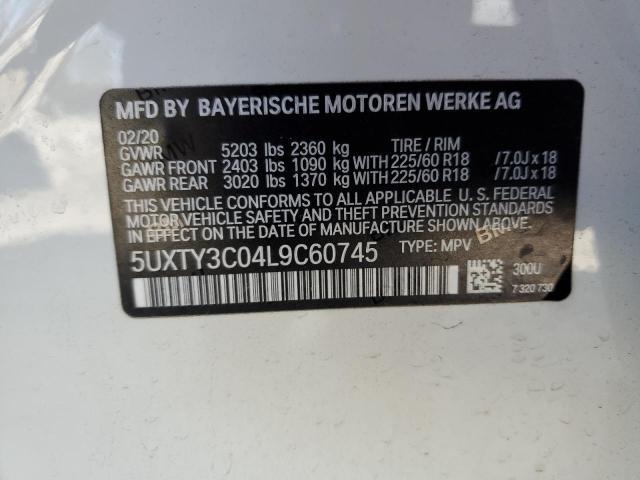 MFD BY BAYERISCHE MOTOREN WERKE AG
02/20
GVWR 5203 lbs 2360 kg TIRE / RIM
GAWR FRONT 2403 lbs 1090 kg WITH 225/60 R18 /7.0J x 18
GAWR REAR 3020 lbs 1370 kg WITH 225/60 R18 /7.0J x 18
THIS VEHICLE CONFORMS TO ALL APPLICABLE U. S. FEDERAL
MOTOR VEHICLE SAFETY AND THEFT PREVENTION
STANDARDS IN EFFECT ON THE DATE OF MANUFACTURE SHOWN ABOVE.
5UXTY3C04L9C60745 TYPE: MPV
300U
7 320 730